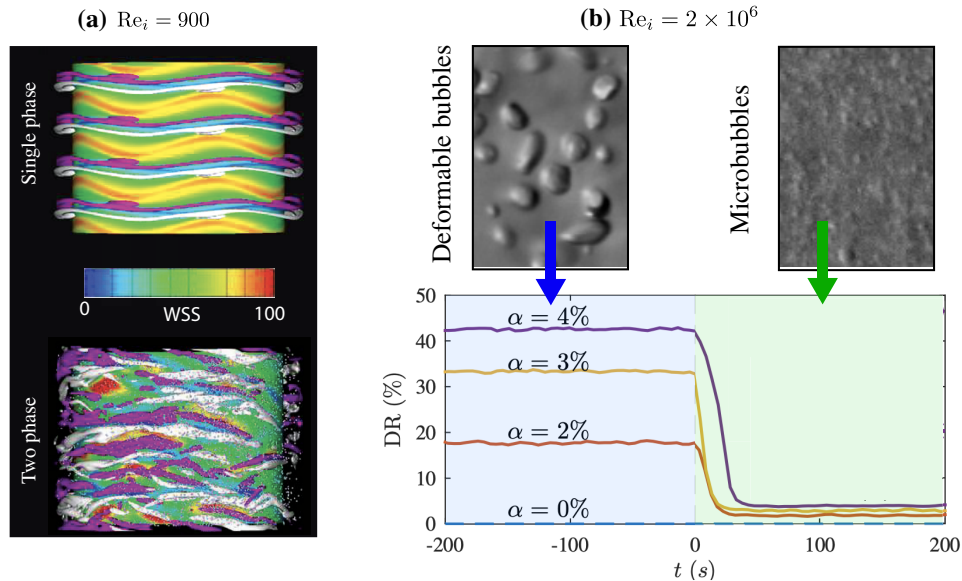 (a) Re_i = 900
Single phase
0 WSS 100
Two phase
(b) Re_i = 2 × 10^6
Deformable bubbles
Microbubbles
DR (%)
50
40
30
20
10
0
α = 4%
α = 3%
α = 2%
α = 0%
-200 -100 0 100 200
t (s)